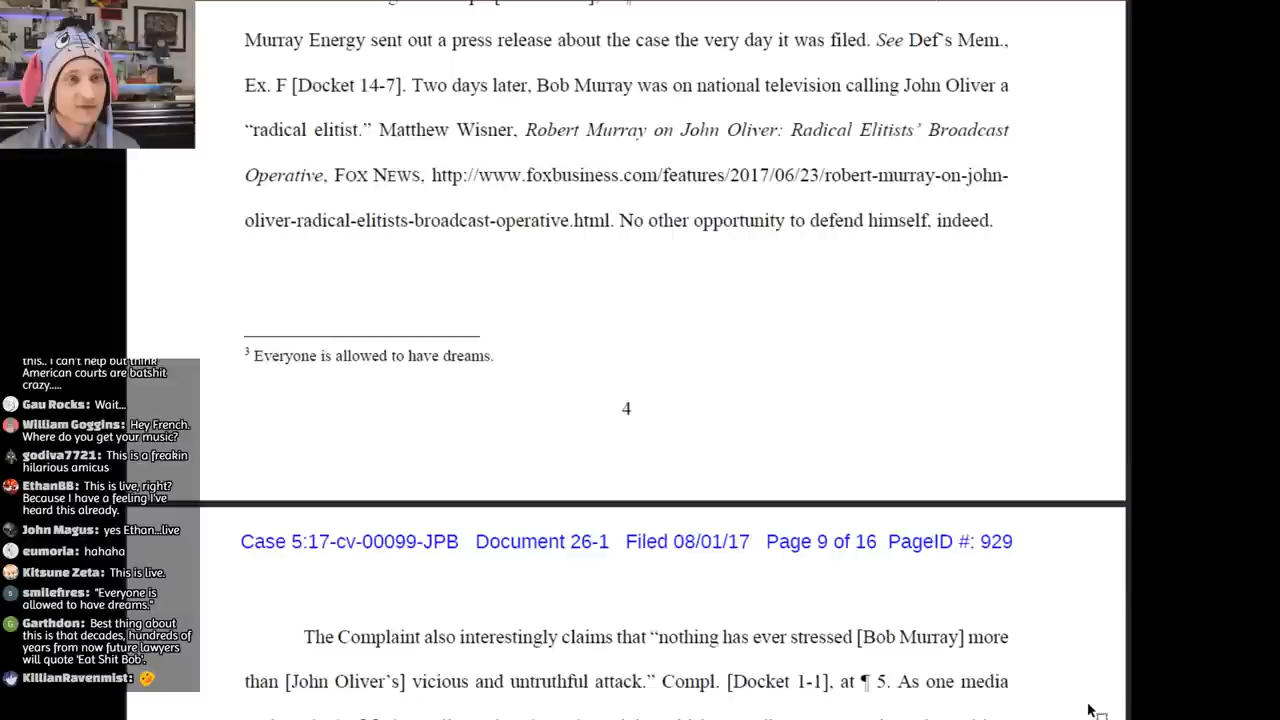 Murray Energy sent out a press release about the case the very day it was filed. See Def's Mem.,
Ex. F [Docket 14-7]. Two days later, Bob Murray was on national television calling John Oliver a
“radical elitist.” Matthew Wisner, Robert Murray on John Oliver: Radical Elitists’ Broadcast
Operative, FOX NEWS, http://www.foxbusiness.com/features/2017/06/23/robert-murray-on-john-
oliver-radical-elitists-broadcast-operative.html. No other opportunity to defend himself, indeed.
3 Everyone is allowed to have dreams.
4
Case 5:17-cv-00099-JPB Document 26-1 Filed 08/01/17 Page 9 of 16 PageID #: 929
The Complaint also interestingly claims that “nothing has ever stressed [Bob Murray] more
than [John Oliver's] vicious and untruthful attack.” Compl. [Docket 1-1], at ¶ 5. As one media
this.. I can't help but think
American courts are batshit
crazy.....
Gau Rocks: Wait...
William Goggins: Hey French.
Where do you get your music?
godiva7721: This is a freakin
hilarious amicus
EthanBB: This is live, right?
Because I have a feeling I've
heard this already.
John Magus: yes Ethan...live
eumoria: hahaha
Kitsune Zeta: This is live.
smilefires: "Everyone is
allowed to have dreams."
Garthdon: Best thing about
this is that decades, hundreds of
years from now future lawyers
will quote 'Eat Shit Bob'.
KillianRavenmist: